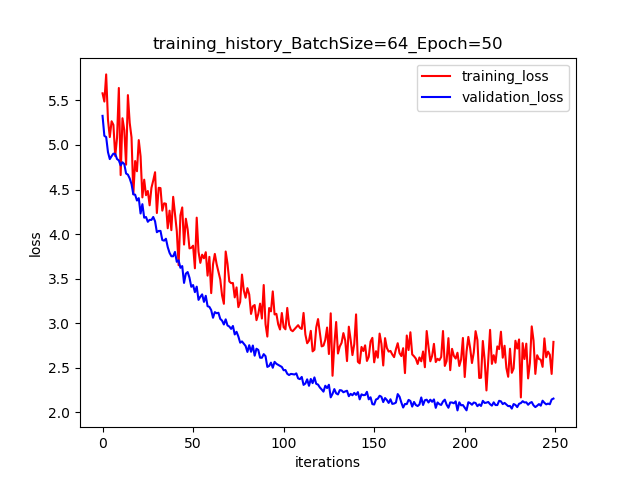 training_history_BatchSize=64_Epoch=50
training_loss
validation_loss
loss
5.5
5.0
4.5
4.0
3.5
3.0
2.5
2.0
0 50 100 150 200 250
iterations